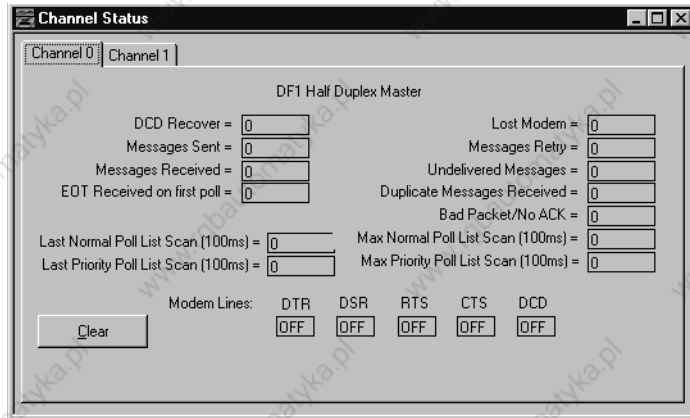 Channel Status
Channel 0 Channel 1
DF1 Half Duplex Master
DCD Recover = 0 Lost Modem = 0
Messages Sent = 0 Messages Retry = 0
Messages Received = 0 Undelivered Messages = 0
EOT Received on first poll = 0 Duplicate Messages Received = 0
Bad Packet/No ACK = 0
Last Normal Poll List Scan (100ms) = 0 Max Normal Poll List Scan (100ms) = 0
Last Priority Poll List Scan (100ms) = 0 Max Priority Poll List Scan (100ms) = 0
Modem Lines: DTR DSR RTS CTS DCD
Clear OFF OFF OFF OFF OFF